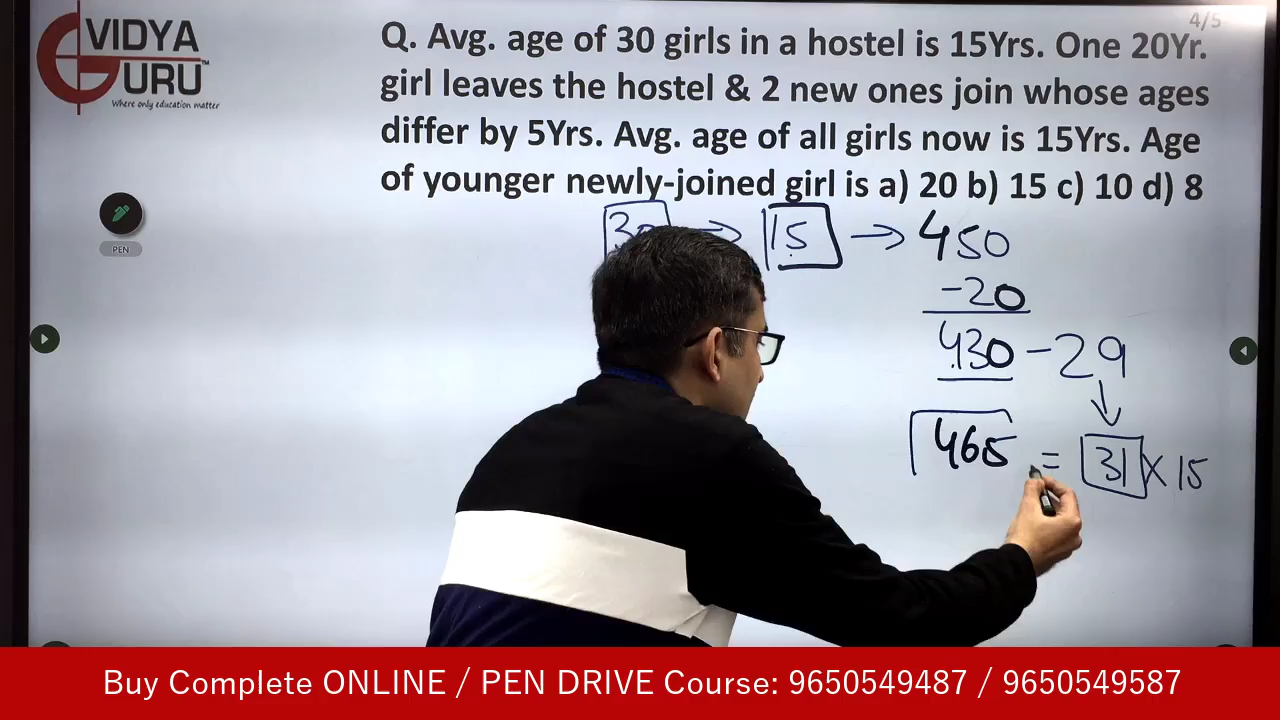 4/5
VIDYA
GURU™
Where only education matter
Q. Avg. age of 30 girls in a hostel is 15Yrs. One 20Yr.
girl leaves the hostel & 2 new ones join whose ages
differ by 5Yrs. Avg. age of all girls now is 15Yrs. Age
of younger newly-joined girl is a) 20 b) 15 c) 10 d) 8
PEN
30 → 15 → 450
-20
430 - 29
↓
465 = 31 x 15
Buy Complete ONLINE / PEN DRIVE Course: 9650549487 / 9650549587